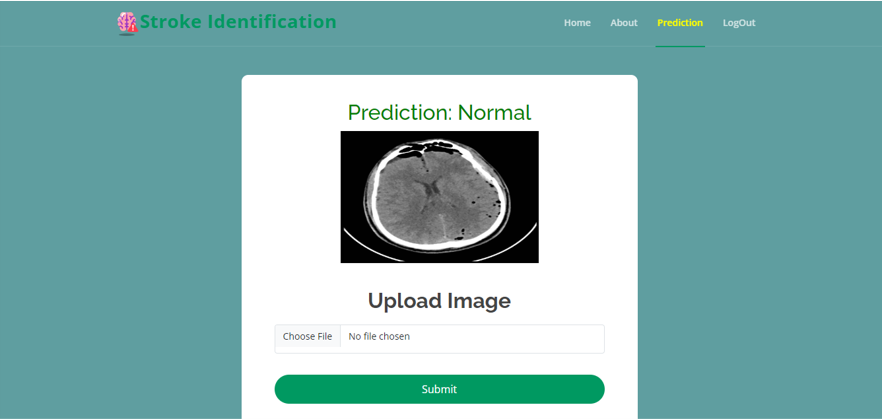 Stroke Identification
Home About Prediction LogOut
Prediction: Normal
Upload Image
Choose File No file chosen
Submit